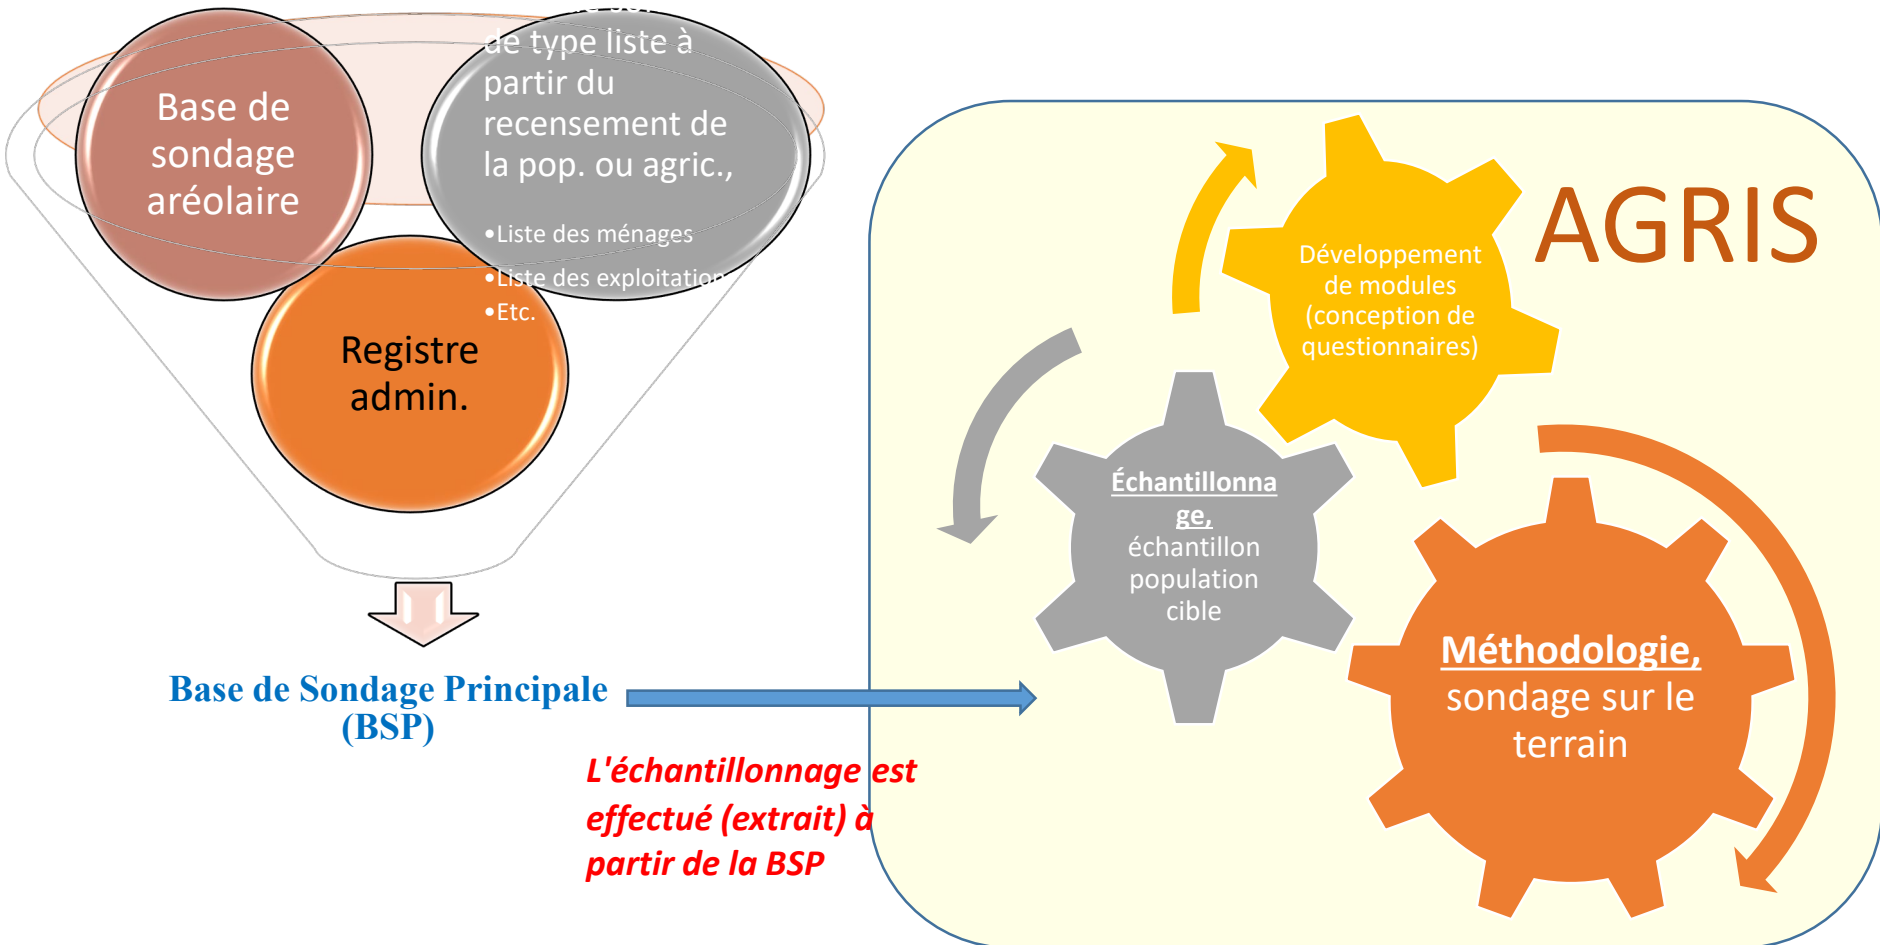 Base de
sondage
aréolaire
de type liste à
partir du
recensement de
la pop. ou agric.,
•Liste des ménages
•Liste des exploitation
•Etc.
Registre
admin.
Base de Sondage Principale
(BSP)
L'échantillonnage est
effectué (extrait) à
partir de la BSP
AGRIS
Développement
de modules
(conception de
questionnaires)
Échantillonna
ge,
échantillon
population
cible
Méthodologie,
sondage sur le
terrain